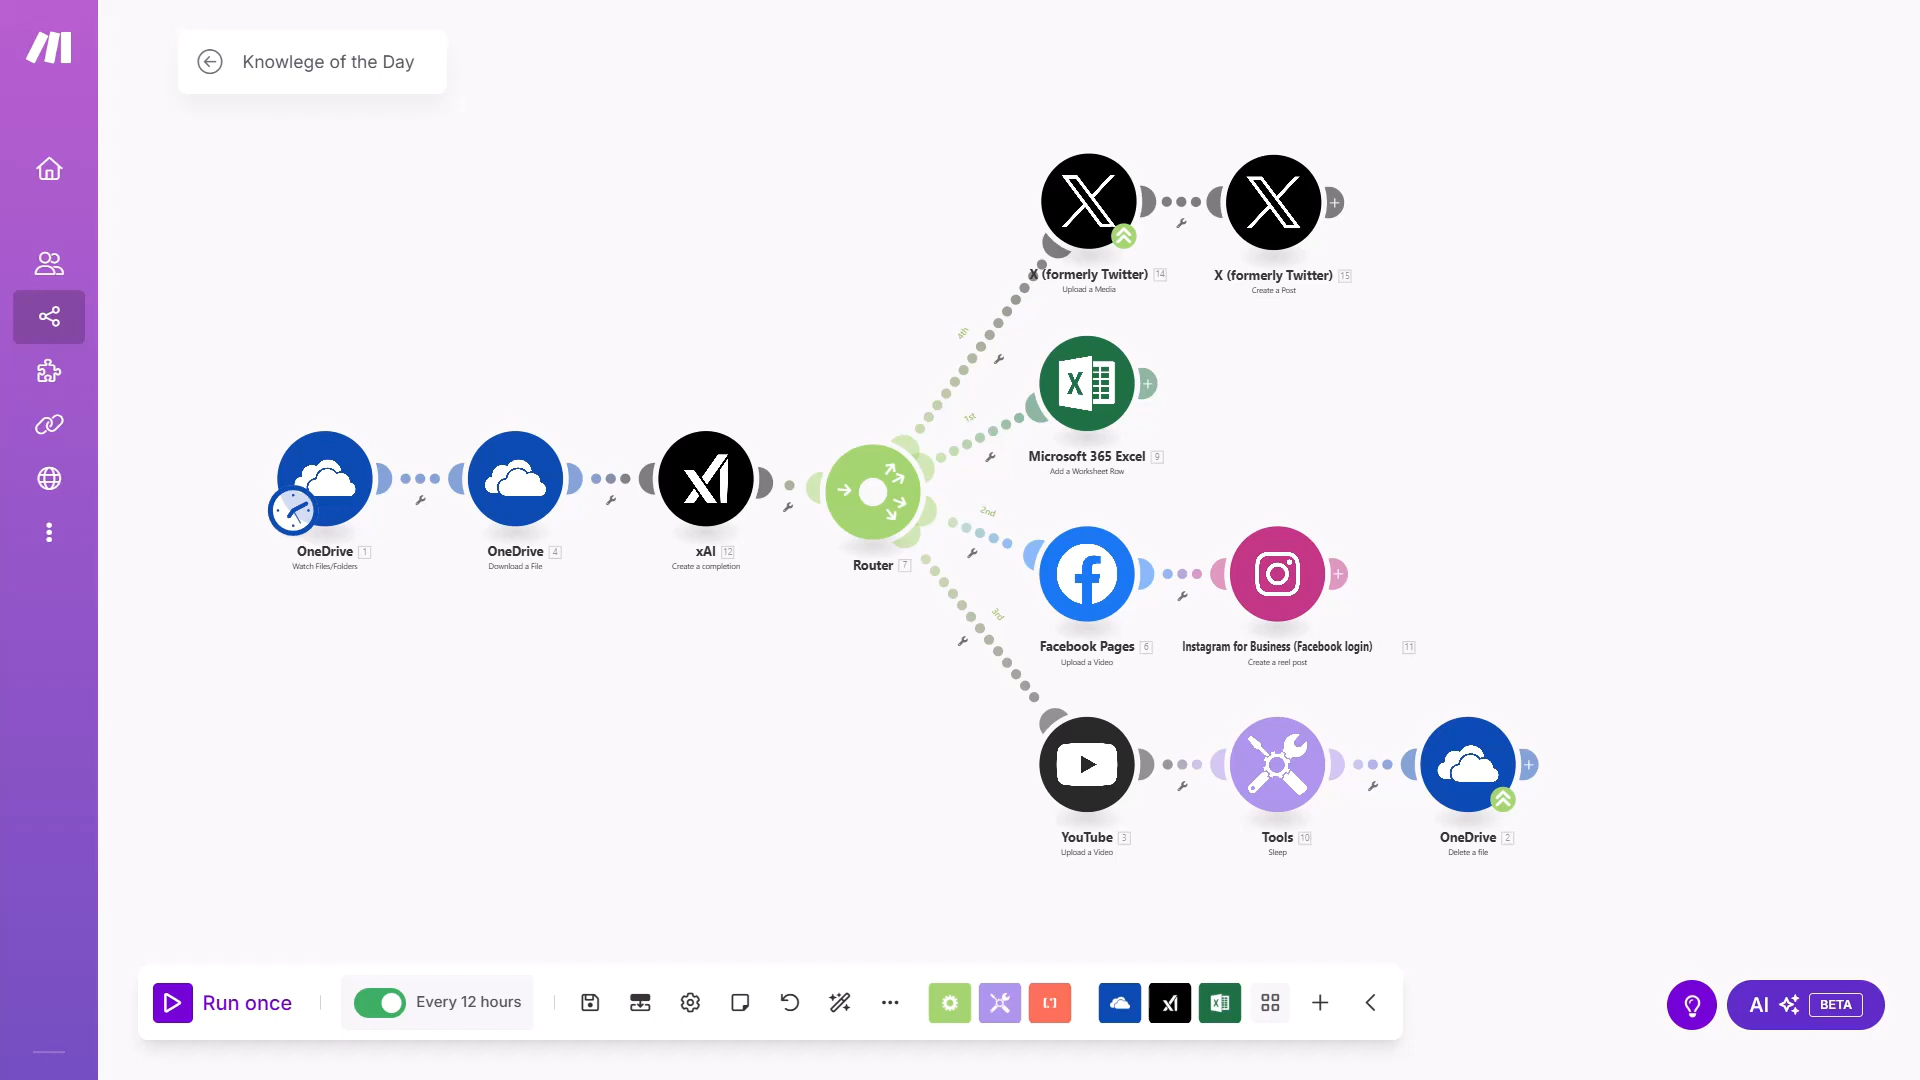 Knowlege of the Day
X (formerly Twitter) 14
Upload a Media
X (formerly Twitter) 15
Create a Post
4th
1st
Microsoft 365 Excel 9
Add a Worksheet Row
OneDrive 1
Watch Files/Folders
OneDrive 4
Download a File
xAI 12
Create a completion
Router 7
2nd
3rd
Facebook Pages 6
Upload a Video
Instagram for Business (Facebook login) 11
Create a reel post
YouTube 3
Upload a Video
Tools 10
Sleep
OneDrive 2
Delete a file
Run once
Every 12 hours
AI BETA